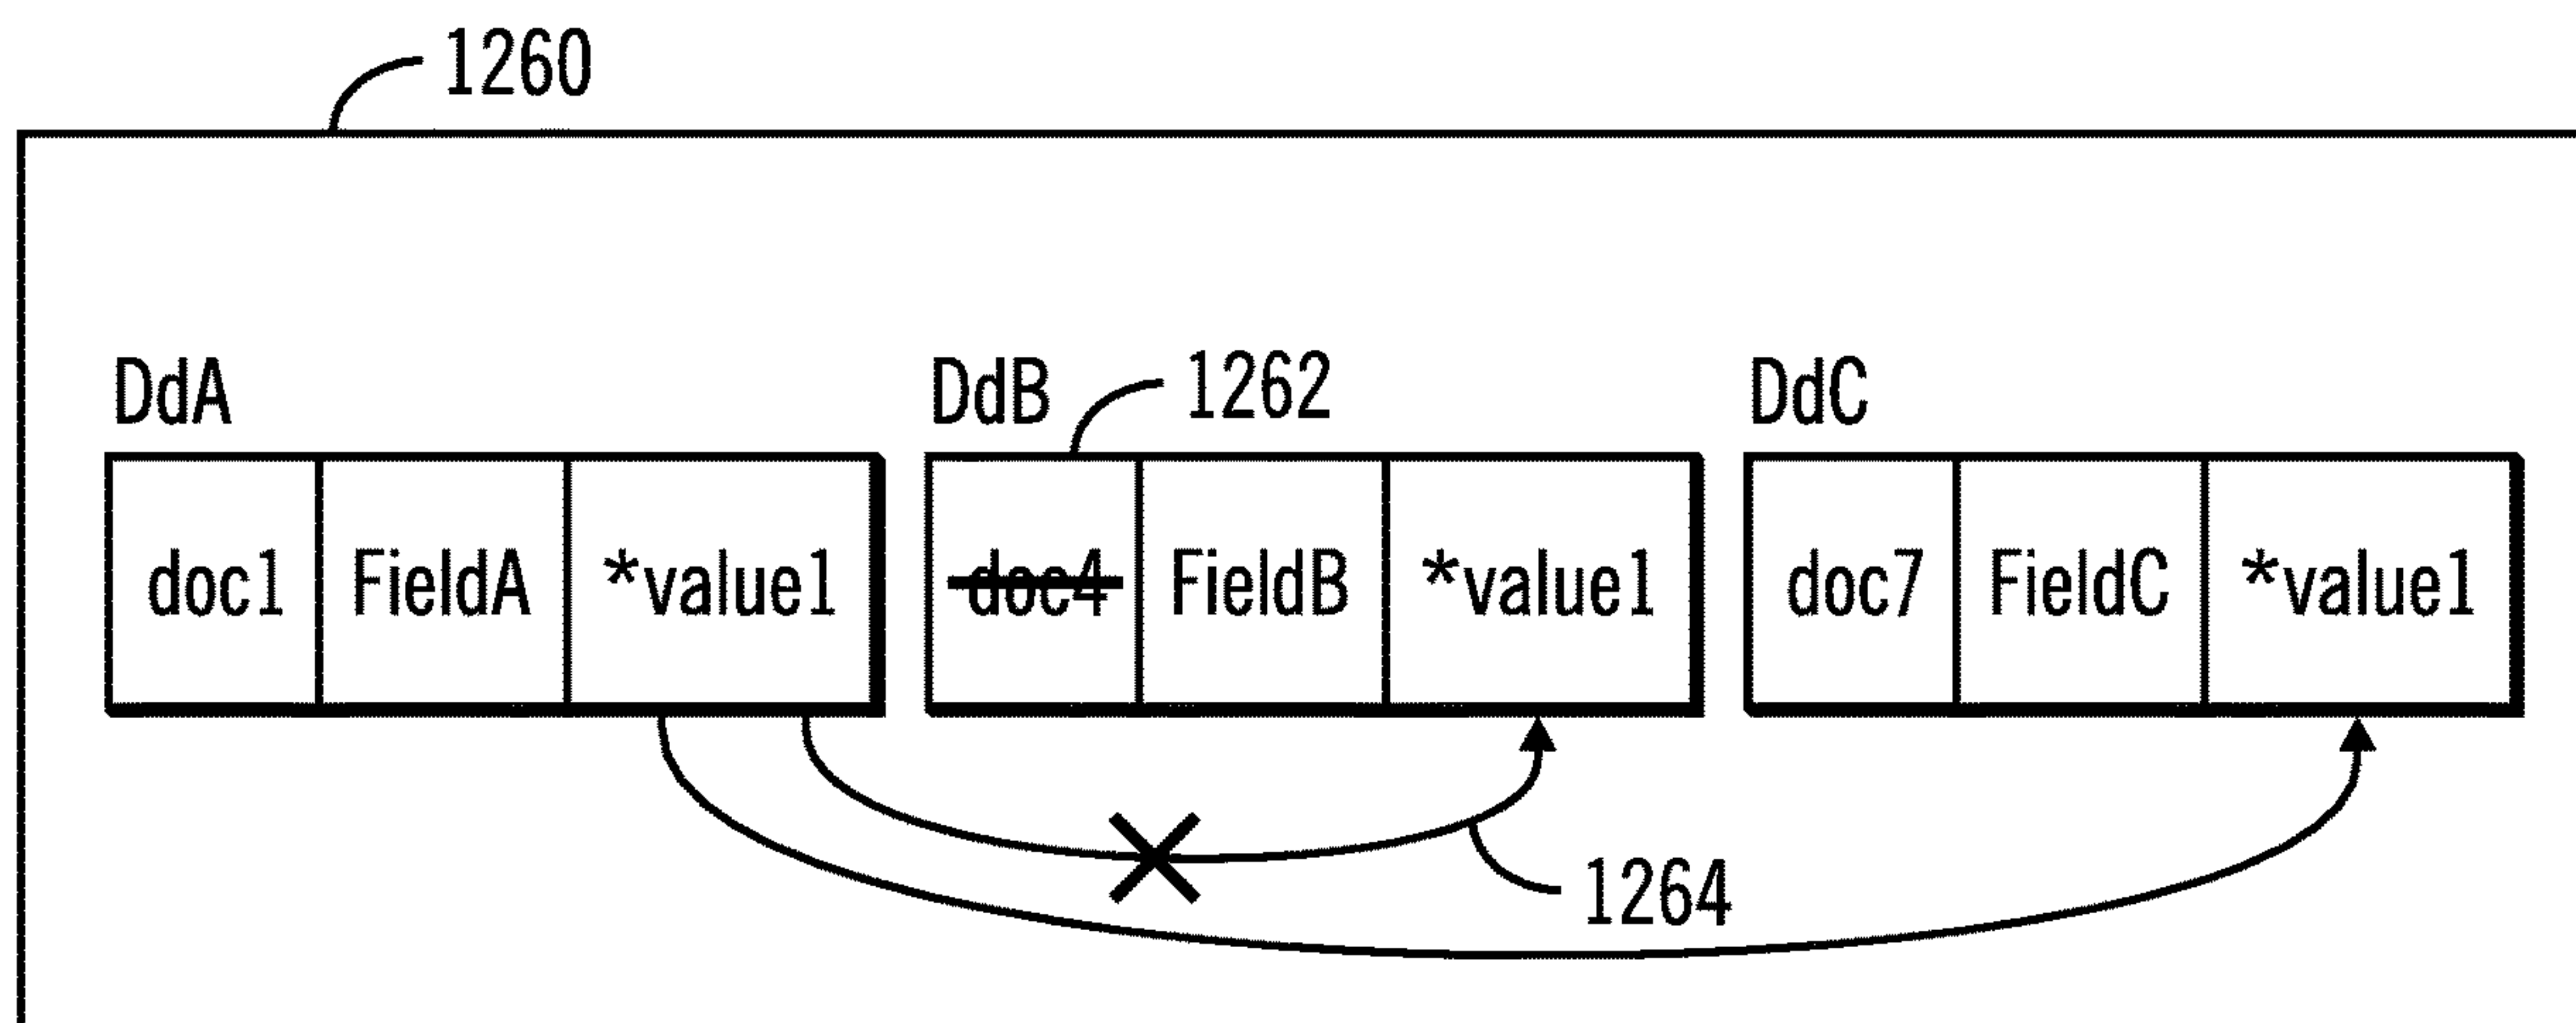 1260
DdA DdB 1262 DdC
doc1 FieldA *value1 doc4 FieldB *value1 doc7 FieldC *value1
1264